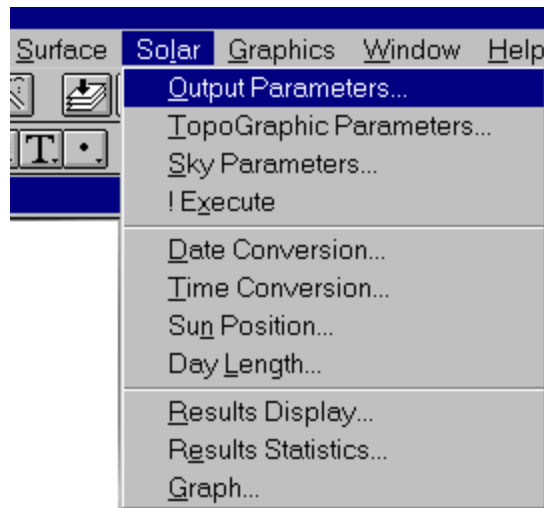 Surface Solar Graphics Window Help
Output Parameters...
TopoGraphic Parameters...
T.
Sky Parameters...
! Execute
Date Conversion...
Time Conversion...
Sun Position...
Day Length...
Results Display...
Results Statistics...
Graph...